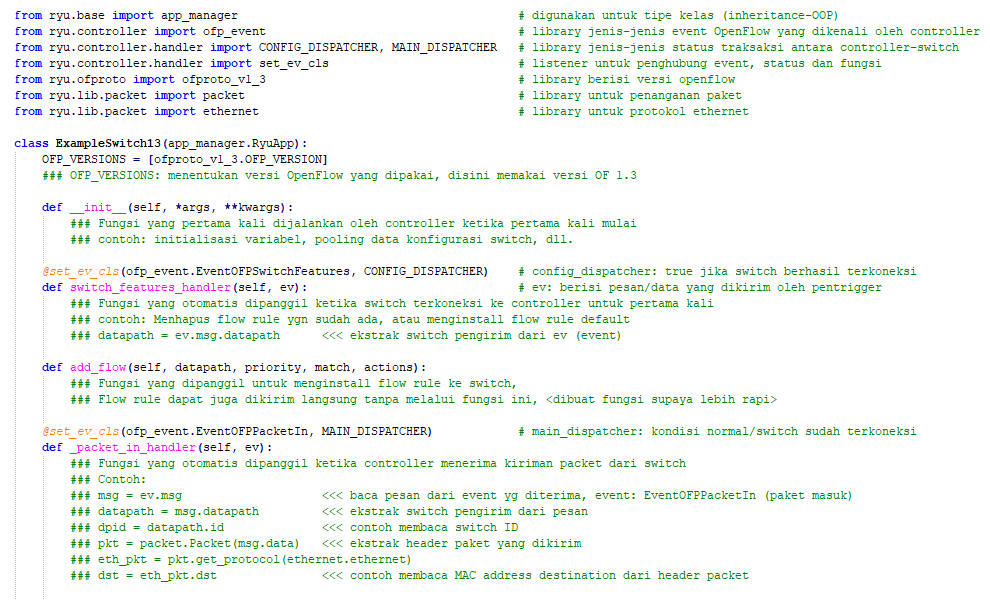 from ryu.base import app_manager                                        # digunakan untuk tipe kelas (inheritance-OOP)
from ryu.controller import ofp_event                                    # library jenis-jenis event OpenFlow yang dikenali oleh controller
from ryu.controller.handler import CONFIG_DISPATCHER, MAIN_DISPATCHER   # library jenis-jenis status traksaksi antara controller-switch
from ryu.controller.handler import set_ev_cls                           # listener untuk penghubung event, status dan fungsi
from ryu.ofproto import ofproto_v1_3                                    # library berisi versi openflow
from ryu.lib.packet import packet                                       # library untuk penanganan paket
from ryu.lib.packet import ethernet                                     # library untuk protokol ethernet

class ExampleSwitch13(app_manager.RyuApp):
    OFP_VERSIONS = [ofproto_v1_3.OFP_VERSION]
    ### OFP_VERSIONS: menentukan versi OpenFlow yang dipakai, disini memakai versi OF 1.3

    def __init__(self, *args, **kwargs):
        ### Fungsi yang pertama kali dijalankan oleh controller ketika pertama kali mulai
        ### contoh: initialisasi variabel, pooling data konfigurasi switch, dll.

    @set_ev_cls(ofp_event.EventOFPSwitchFeatures, CONFIG_DISPATCHER)    # config_dispatcher: true jika switch berhasil terkoneksi
    def switch_features_handler(self, ev):                              # ev: berisi pesan/data yang dikirim oleh pentrigger
        ### Fungsi yang otomatis dipanggil ketika switch terkoneksi ke controller untuk pertama kali
        ### contoh: Menhapus flow rule ygn sudah ada, atau menginstall flow rule default
        ### datapath = ev.msg.datapath      <<< ekstrak switch pengirim dari ev (event)

    def add_flow(self, datapath, priority, match, actions):
        ### Fungsi yang dipanggil untuk menginstall flow rule ke switch,
        ### Flow rule dapat juga dikirim langsung tanpa melalui fungsi ini, <dibuat fungsi supaya lebih rapi>

    @set_ev_cls(ofp_event.EventOFPPacketIn, MAIN_DISPATCHER)            # main_dispatcher: kondisi normal/switch sudah terkoneksi
    def _packet_in_handler(self, ev):
        ### Fungsi yang otomatis dipanggil ketika controller menerima kiriman packet dari switch
        ### Contoh:
        ### msg = ev.msg                    <<< baca pesan dari event yg diterima, event: EventOFPPacketIn (paket masuk)
        ### datapath = msg.datapath         <<< ekstrak switch pengirim dari pesan
        ### dpid = datapath.id              <<< contoh membaca switch ID
        ### pkt = packet.Packet(msg.data)   <<< ekstrak header paket yang dikirim
        ### eth_pkt = pkt.get_protocol(ethernet.ethernet)
        ### dst = eth_pkt.dst               <<< contoh membaca MAC address destination dari header packet